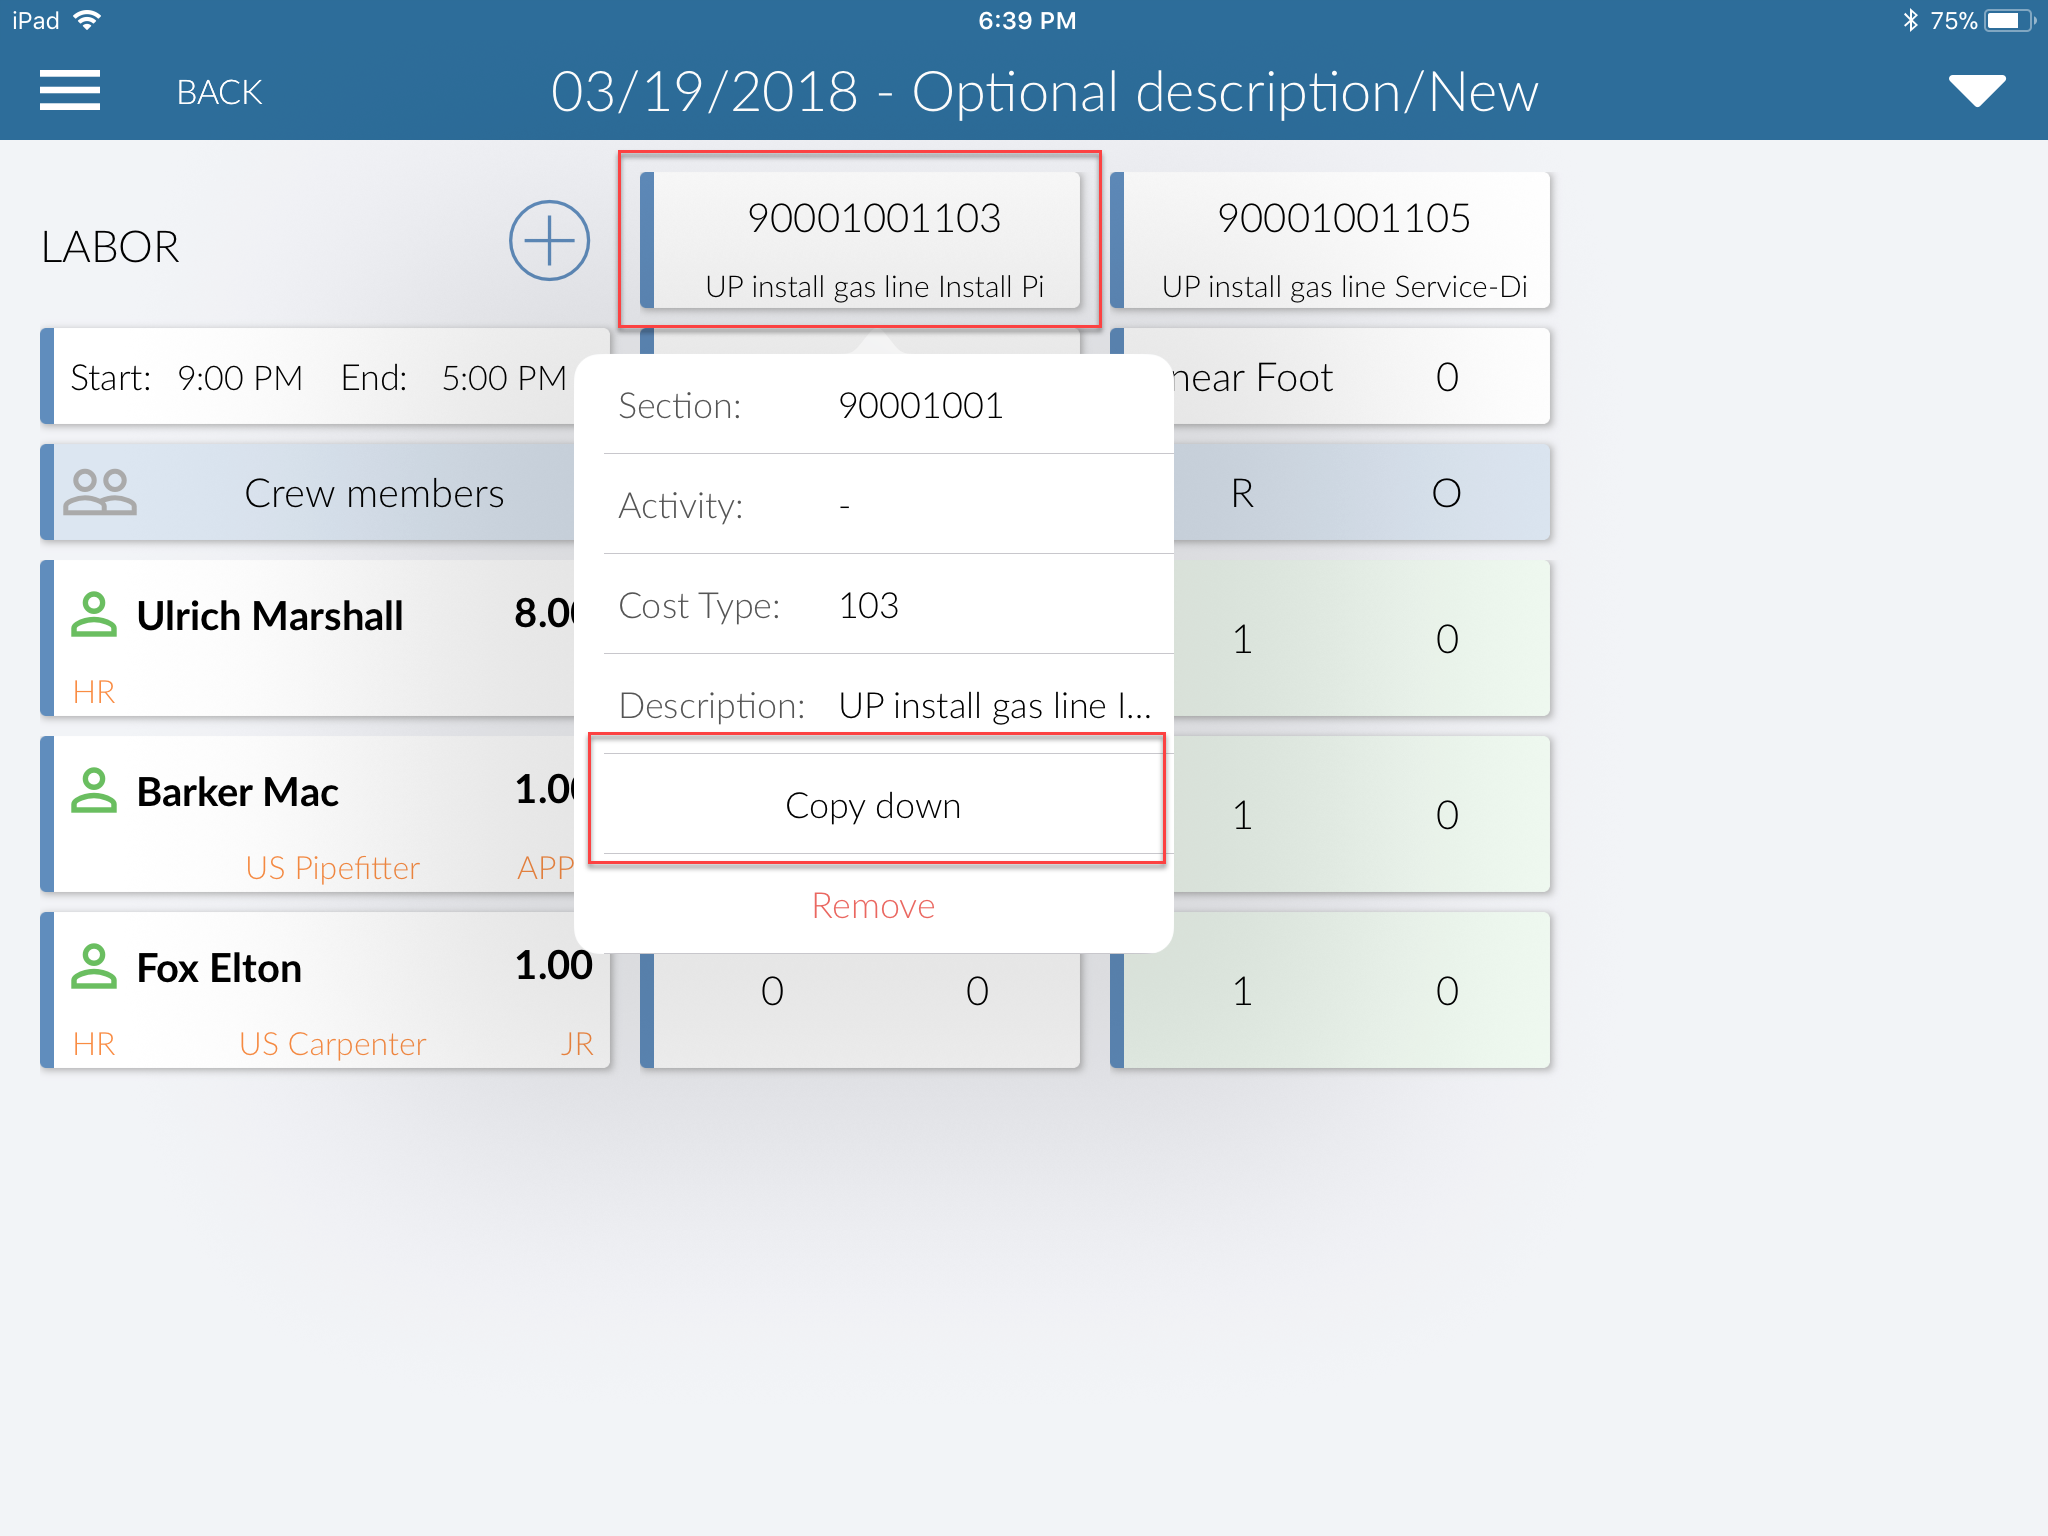 iPad 6:39 PM 75%
BACK 03/19/2018 - Optional description/New
LABOR
90001001103
UP install gas line Install Pi
90001001105
UP install gas line Service-Di
Start: 9:00 PM End: 5:00 PM
near Foot 0
Crew members
R O
Ulrich Marshall 8.00
HR
1 0
Barker Mac 1.00
US Pipefitter APP
1 0
Fox Elton 1.00
HR US Carpenter JR
0 0
1 0
Section: 90001001
Activity: -
Cost Type: 103
Description: UP install gas line I...
Copy down
Remove